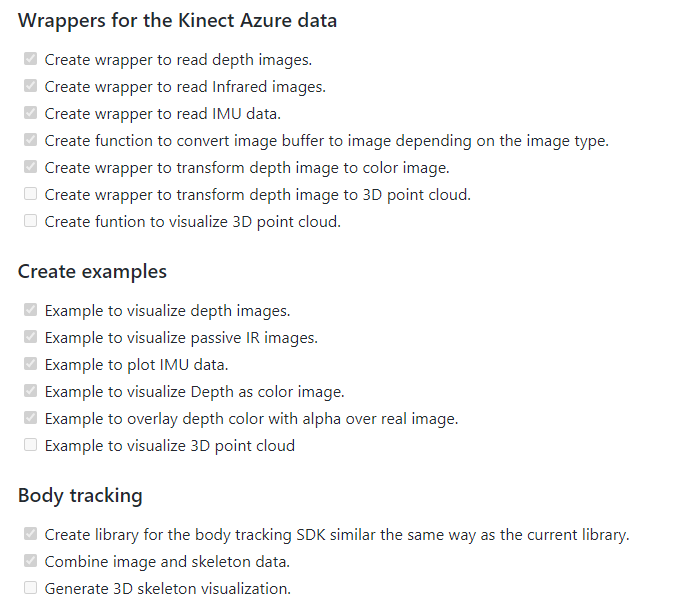 Wrappers for the Kinect Azure data
Create wrapper to read depth images.
Create wrapper to read Infrared images.
Create wrapper to read IMU data.
Create function to convert image buffer to image depending on the image type.
Create wrapper to transform depth image to color image.
Create wrapper to transform depth image to 3D point cloud.
Create funtion to visualize 3D point cloud.
Create examples
Example to visualize depth images.
Example to visualize passive IR images.
Example to plot IMU data.
Example to visualize Depth as color image.
Example to overlay depth color with alpha over real image.
Example to visualize 3D point cloud
Body tracking
Create library for the body tracking SDK similar the same way as the current library.
Combine image and skeleton data.
Generate 3D skeleton visualization.